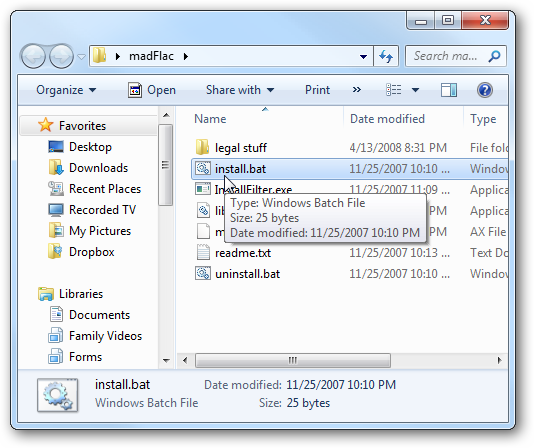 madFlac
Search ma...
Organize Open Share with Print »
Favorites
Desktop
Downloads
Recent Places
Recorded TV
My Pictures
Dropbox
Libraries
Documents
Family Videos
Forms
Name Date modified Type
legal stuff 4/13/2008 8:31 PM File fold
install.bat 11/25/2007 10:10 ... Window
InstallFilter.exe 11/25/2007 11:09 ... Applica
lib Applica
m AX File
readme.txt 11/25/2007 10:13 ... Text Do
uninstall.bat 11/25/2007 10:10 ... Window
Type: Windows Batch File
Size: 25 bytes
Date modified: 11/25/2007 10:10 PM
install.bat Date modified: 11/25/2007 10:10 PM
Windows Batch File Size: 25 bytes